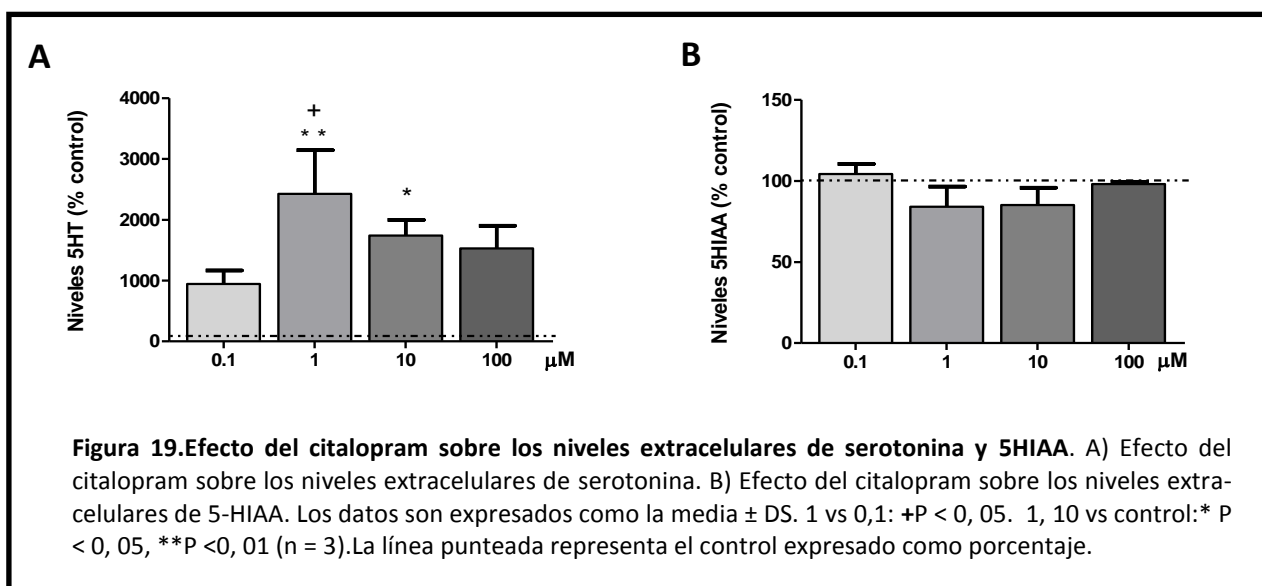 A
B
Niveles 5HT (% control)
4000
3000
2000
1000
0
+
**
*
0.1 1 10 100 µM
Niveles 5HIAA (% control)
150
100
50
0
0.1 1 10 100 µM
Figura 19.Efecto del citalopram sobre los niveles extracelulares de serotonina y 5HIAA. A) Efecto del
citalopram sobre los niveles extracelulares de serotonina. B) Efecto del citalopram sobre los niveles extra-
celulares de 5-HIAA. Los datos son expresados como la media ± DS. 1 vs 0,1: +P < 0, 05. 1, 10 vs control:* P
< 0, 05, **P <0, 01 (n = 3).La línea punteada representa el control expresado como porcentaje.